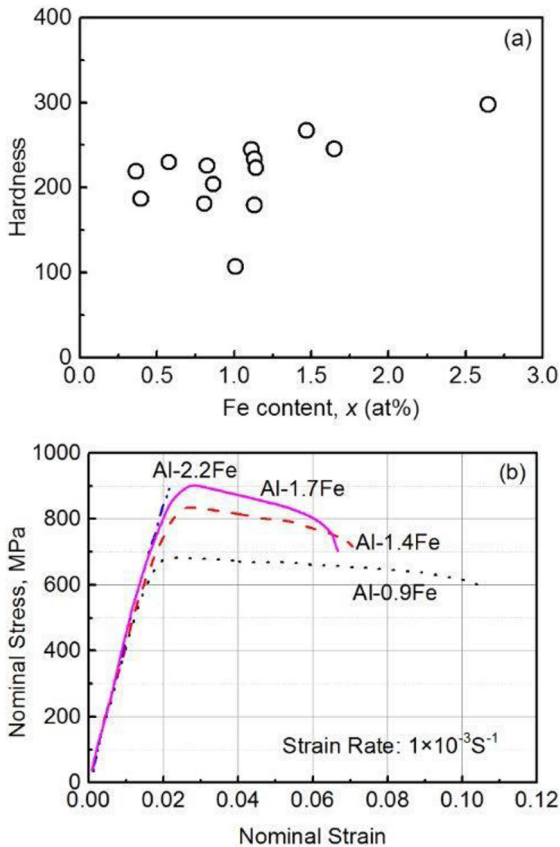 400
(a)
300
Hardness
200
100
0
0.0 0.5 1.0 1.5 2.0 2.5 3.0
Fe content, x (at%)
1000
Al-2.2Fe
(b)
Al-1.7Fe
800
Al-1.4Fe
600
Al-0.9Fe
Nominal Stress, MPa
400
200
Strain Rate: 1×10⁻³S⁻¹
0
0.00 0.02 0.04 0.06 0.08 0.10 0.12
Nominal Strain